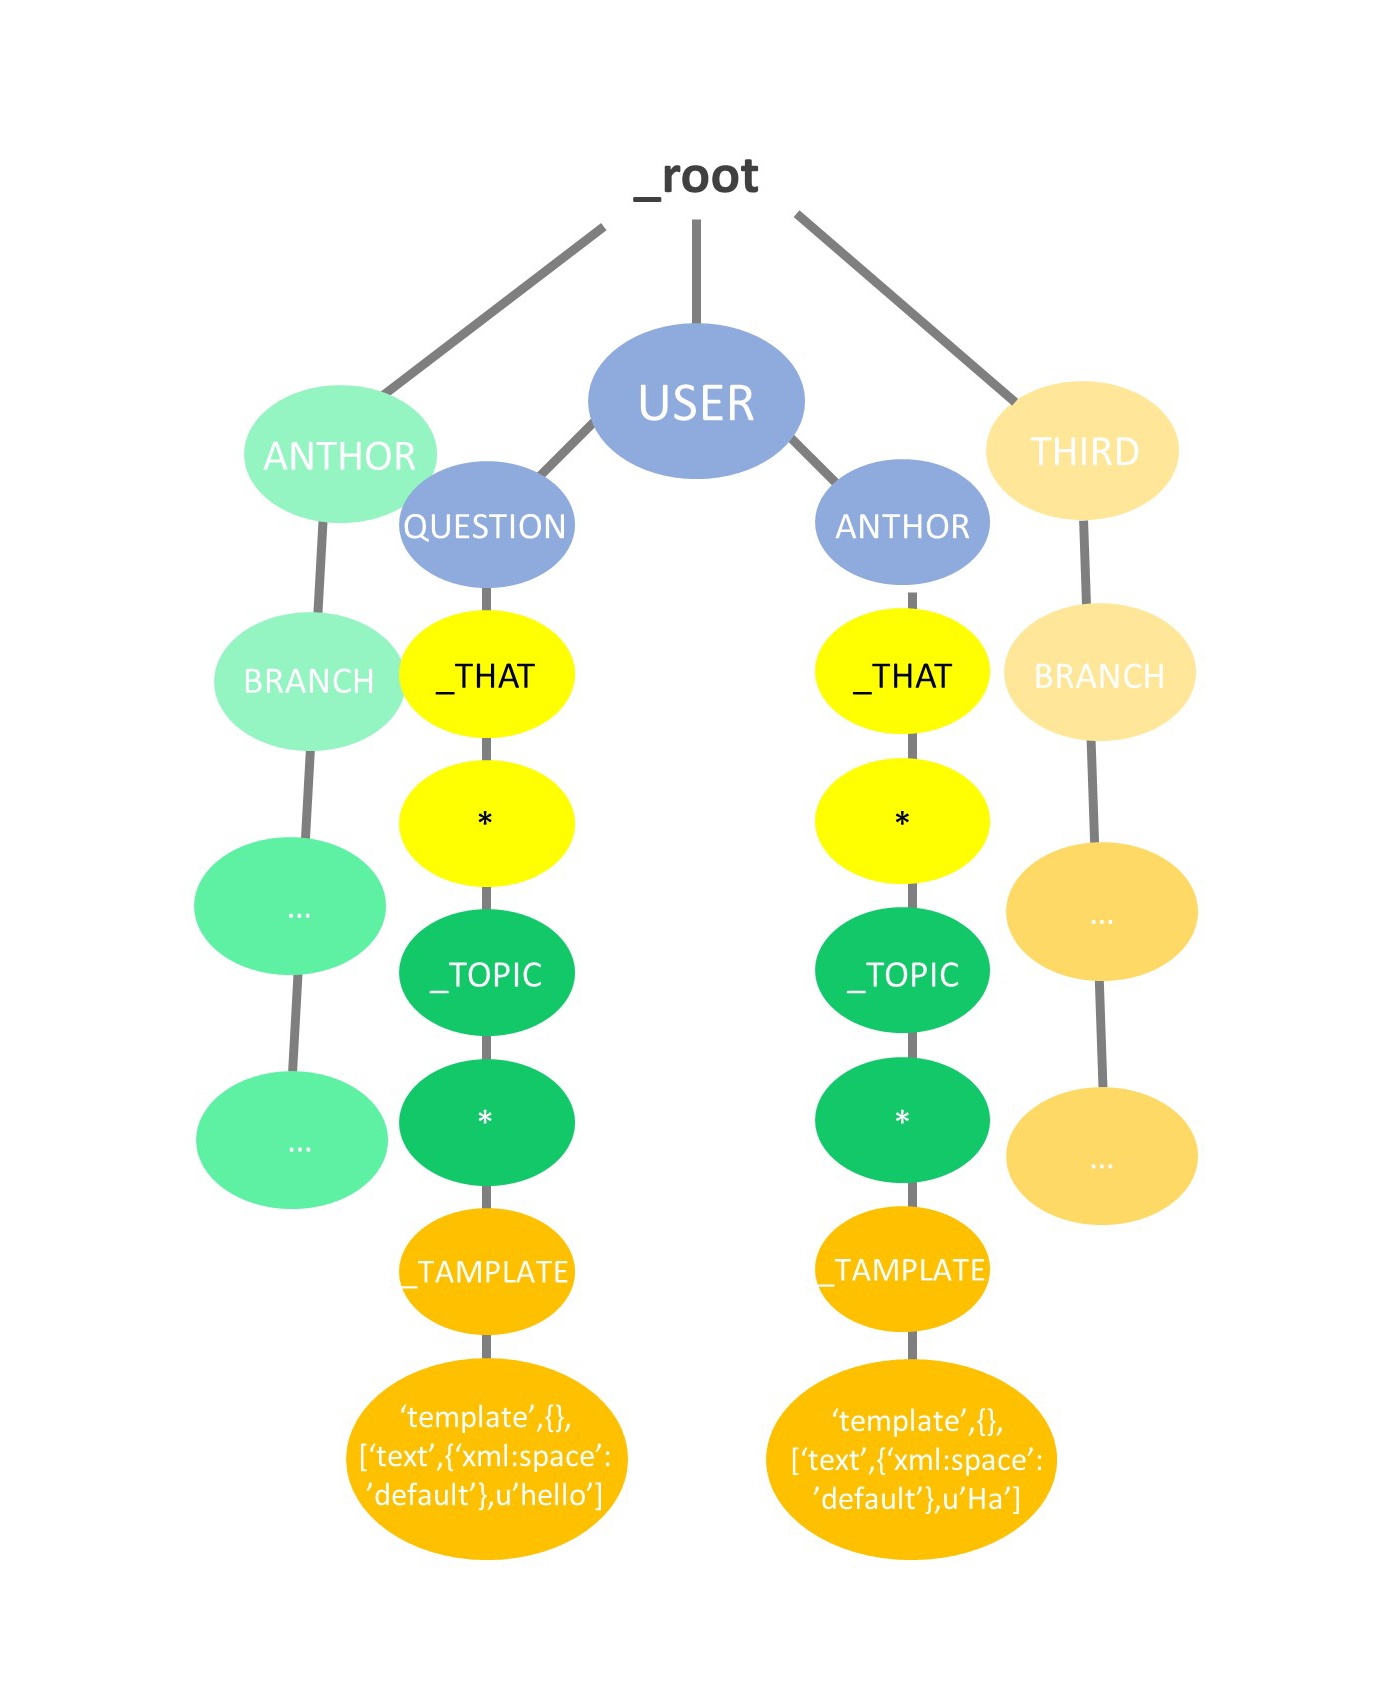 _root
USER
ANTHOR
THIRD
QUESTION
ANTHOR
BRANCH
_THAT
_THAT
BRANCH
*
*
...
...
_TOPIC
_TOPIC
*
*
...
...
_TAMPLATE
_TAMPLATE
‘template’,{},
[‘text’,{‘xml:space’:
’default’},u’hello’]
‘template’,{},
[‘text’,{‘xml:space’:
’default’},u’Ha’]